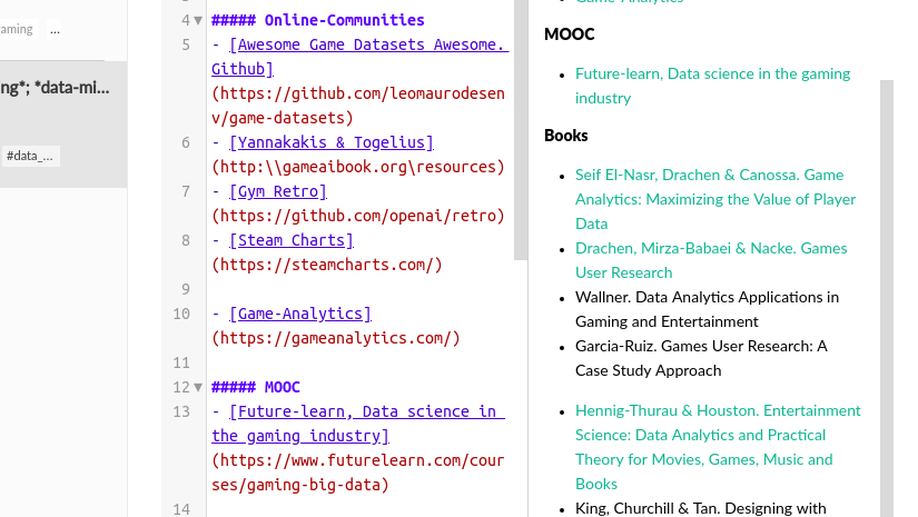 aming ...
ng*; *data-mi...
#data_...
4 ##### Online-Communities
5 - [Awesome Game Datasets Awesome.
Github]
(https://github.com/leomaurodesen
v/game-datasets)
6 - [Yannakakis & Togelius]
(http:\\gameaibook.org\resources)
7 - [Gym Retro]
(https://github.com/openai/retro)
8 - [Steam Charts]
(https://steamcharts.com/)
9
10 - [Game-Analytics]
(https://gameanalytics.com/)
11
12 ##### MOOC
13 - [Future-learn, Data science in
the gaming industry]
(https://www.futurelearn.com/cour
ses/gaming-big-data)
14
Game-Analytics
MOOC
Future-learn, Data science in the gaming
industry
Books
Seif El-Nasr, Drachen & Canossa. Game
Analytics: Maximizing the Value of Player
Data
Drachen, Mirza-Babaei & Nacke. Games
User Research
Wallner. Data Analytics Applications in
Gaming and Entertainment
Garcia-Ruiz. Games User Research: A
Case Study Approach
Hennig-Thurau & Houston. Entertainment
Science: Data Analytics and Practical
Theory for Movies, Games, Music and
Books
King, Churchill & Tan. Designing with